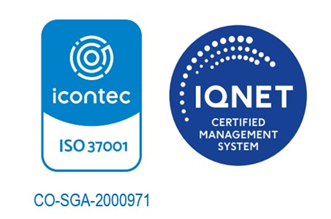 icontec
ISO 37001
IQNET
CERTIFIED
MANAGEMENT
SYSTEM
CO-SGA-2000971